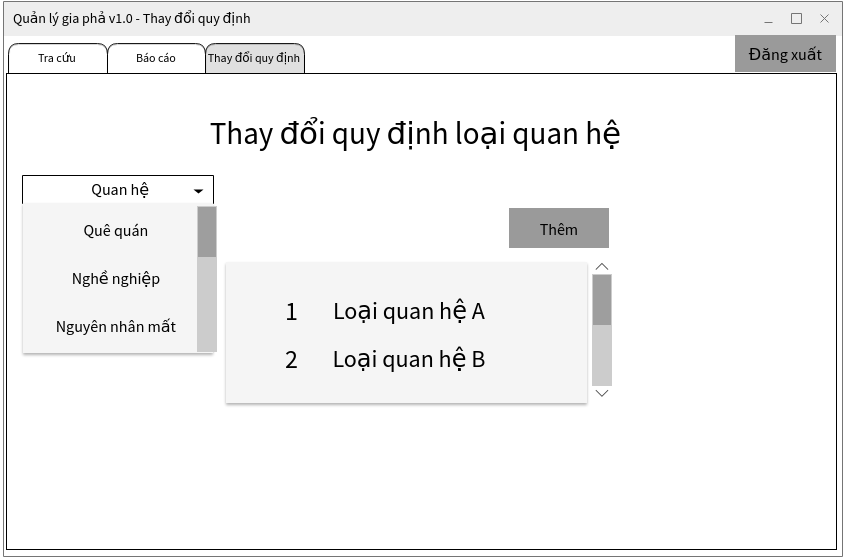 Quản lý gia phả v1.0 - Thay đổi quy định
Tra cứu
Báo cáo
Thay đổi quy định
Đăng xuất
Thay đổi quy định loại quan hệ
Quan hệ
Quê quán
Nghề nghiệp
Nguyên nhân mất
Thêm
1 Loại quan hệ A
2 Loại quan hệ B